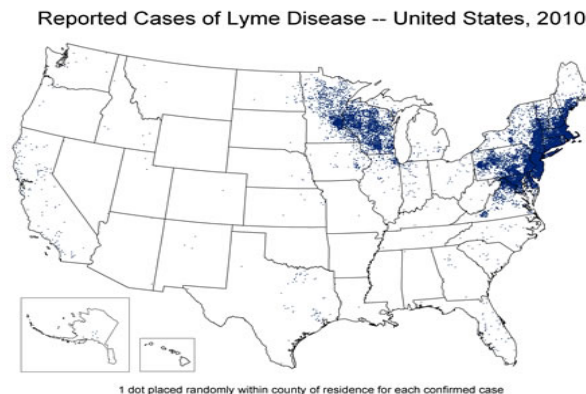 Reported Cases of Lyme Disease -- United States, 2010
1 dot placed randomly within county of residence for each confirmed case